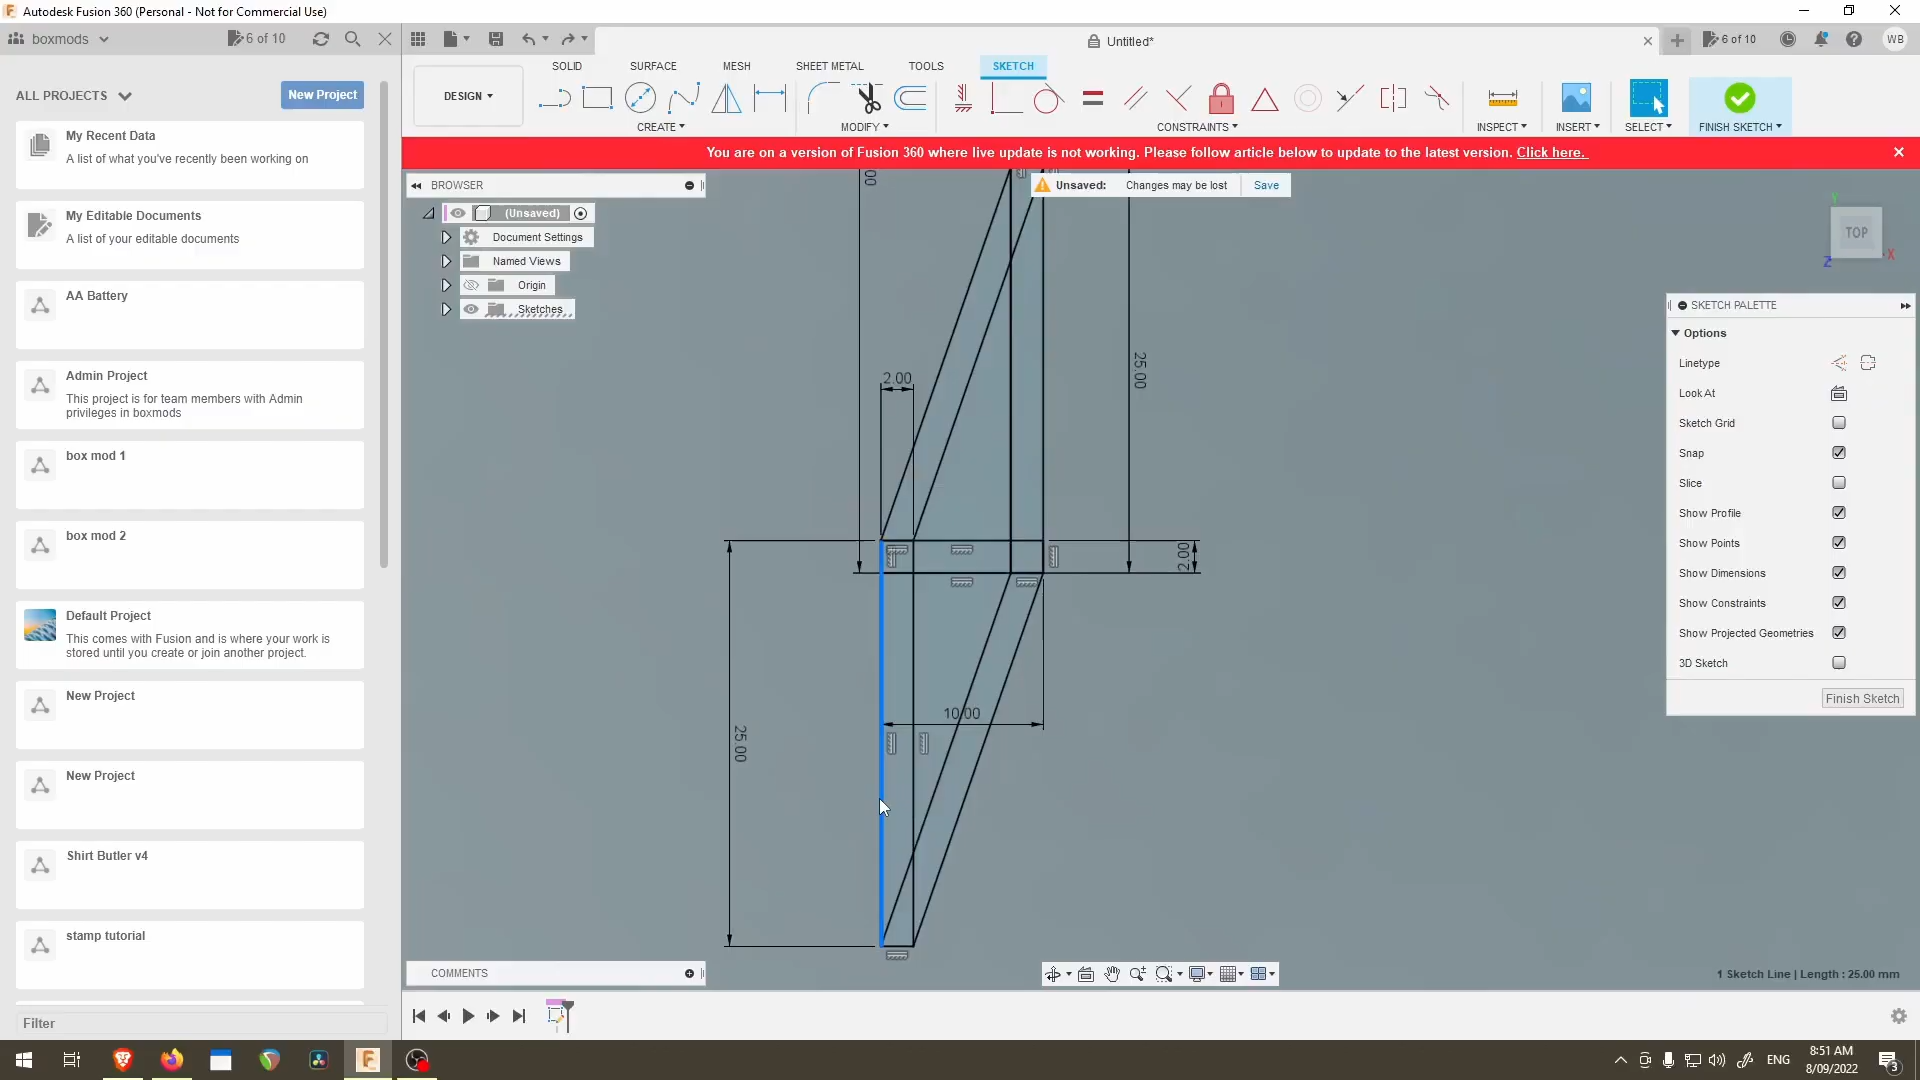 Autodesk Fusion 360 (Personal - Not for Commercial Use)
boxmods
6 of 10
Untitled*
6 of 10
WB
ALL PROJECTS
New Project
My Recent Data
A list of what you've recently been working on
My Editable Documents
A list of your editable documents
AA Battery
Admin Project
This project is for team members with Admin
privileges in boxmods
box mod 1
box mod 2
Default Project
This comes with Fusion and is where your work is
stored until you create or join another project.
New Project
New Project
Shirt Butler v4
stamp tutorial
Filter
DESIGN
SOLID
SURFACE
MESH
SHEET METAL
TOOLS
SKETCH
CREATE
MODIFY
CONSTRAINTS
INSPECT
INSERT
SELECT
FINISH SKETCH
You are on a version of Fusion 360 where live update is not working. Please follow article below to update to the latest version. Click here.
BROWSER
Unsaved: Changes may be lost
Save
(Unsaved)
Document Settings
Named Views
Origin
Sketches
TOP
Y
X
Z
2.00
25.00
2.00
10.00
25.00
SKETCH PALETTE
Options
Linetype
Look At
Sketch Grid
Snap
Slice
Show Profile
Show Points
Show Dimensions
Show Constraints
Show Projected Geometries
3D Sketch
Finish Sketch
COMMENTS
1 Sketch Line | Length : 25.00 mm
ENG
8:51 AM
8/09/2022
3